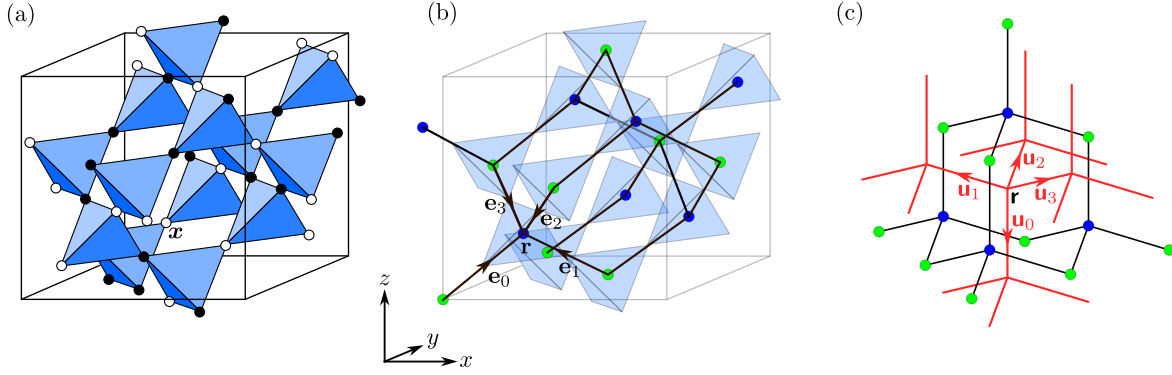 (a)
x
(b)
e₃
e₂
r
e₁
e₀
z
y
x
(c)
u₂
u₁
u₃
r
u₀